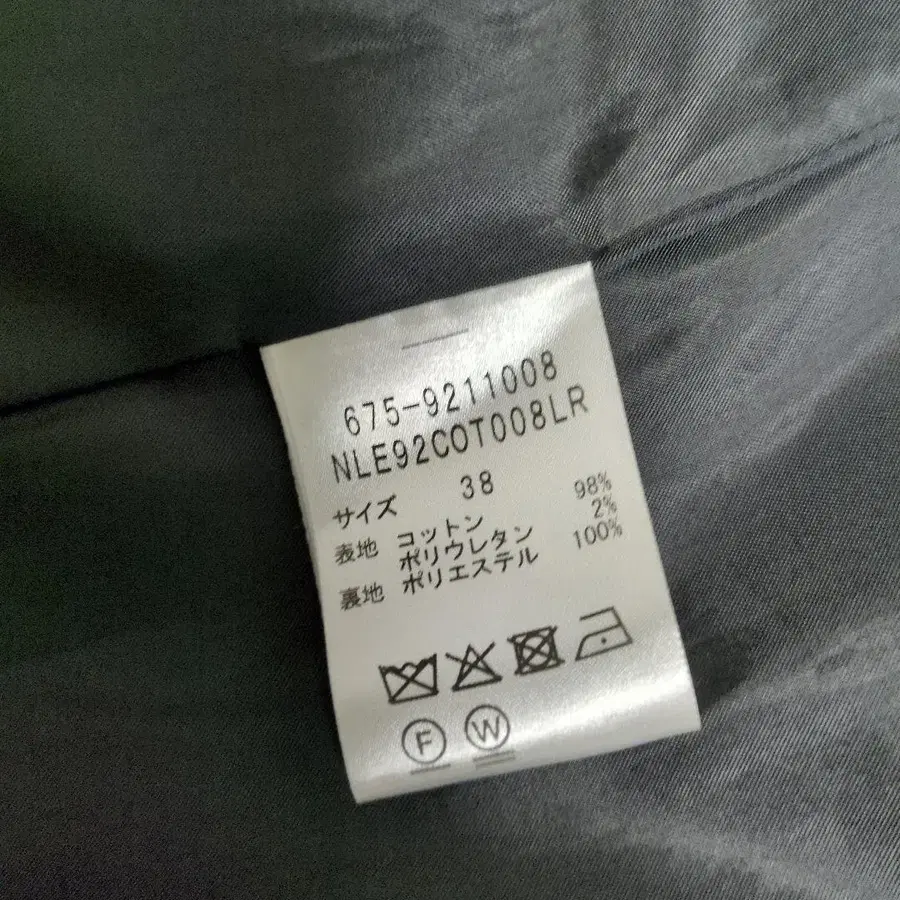 675-9211008
NLE92COT008LR
サイズ 38
表地 コットン 98%
ポリウレタン 2%
裏地 ポリエステル 100%
F W